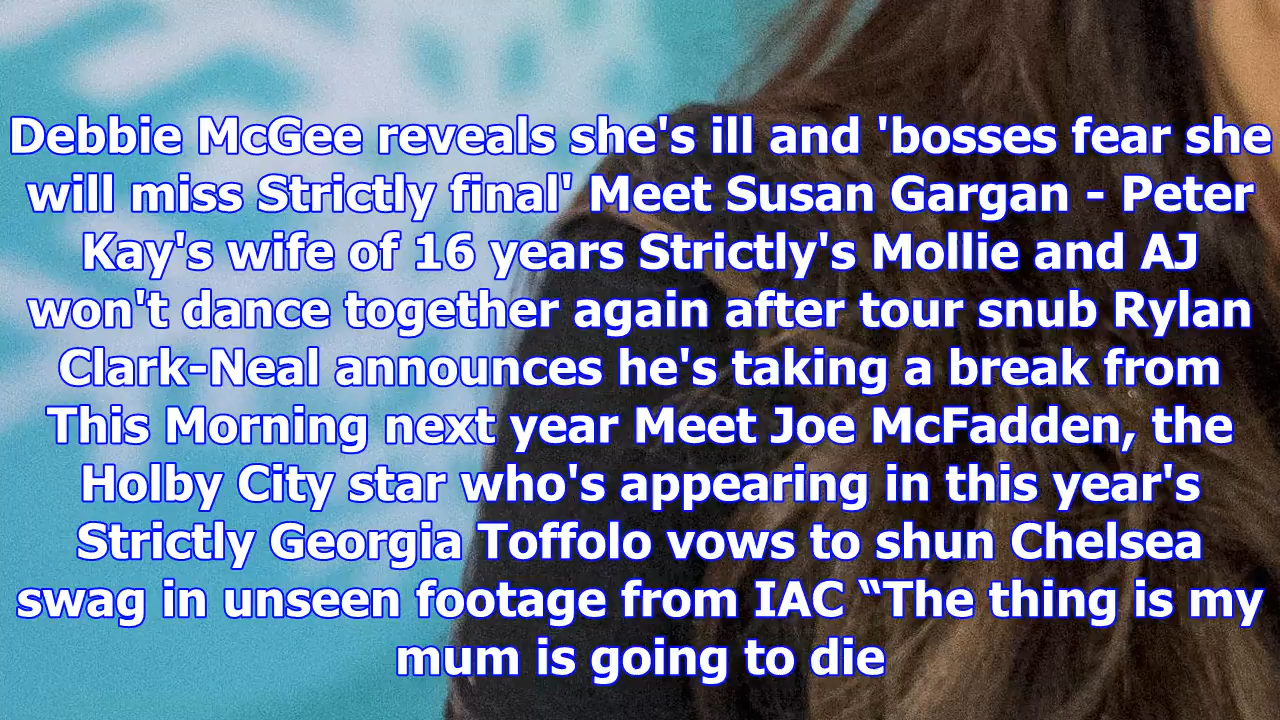 Debbie McGee reveals she's ill and 'bosses fear she
will miss Strictly final' Meet Susan Gargan - Peter
Kay's wife of 16 years Strictly's Mollie and AJ
won't dance together again after tour snub Rylan
Clark-Neal announces he's taking a break from
This Morning next year Meet Joe McFadden, the
Holby City star who's appearing in this year's
Strictly Georgia Toffolo vows to shun Chelsea
swag in unseen footage from IAC “The thing is my
mum is going to die